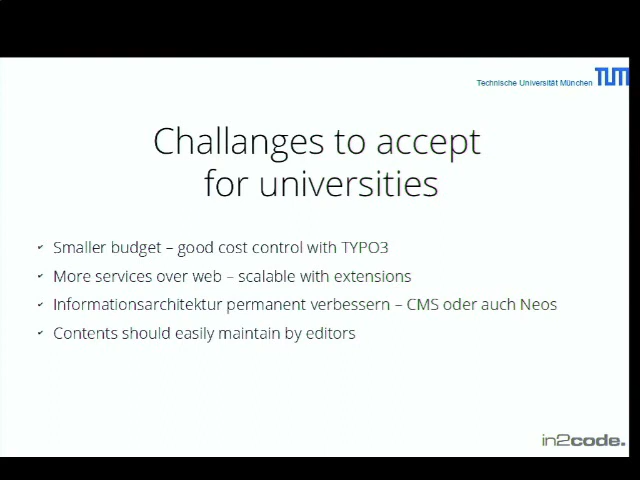 Technische Universität München TUM
Challanges to accept
for universities
Smaller budget – good cost control with TYPO3
More services over web – scalable with extensions
Informationsarchitektur permanent verbessern – CMS oder auch Neos
Contents should easily maintain by editors
in2code.